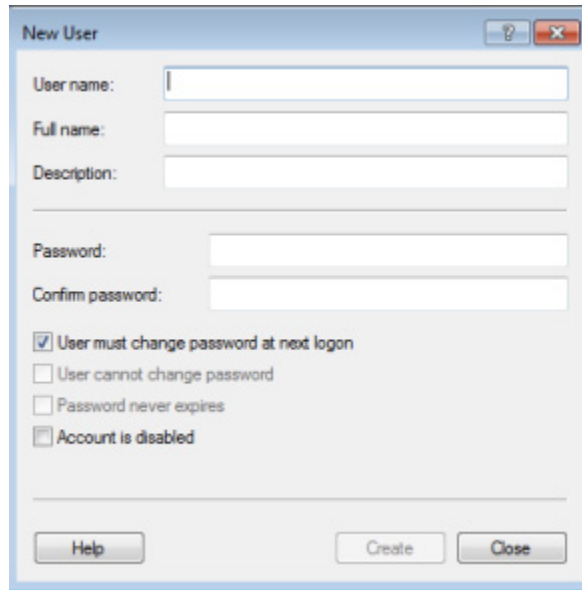 New User
User name:
Full name:
Description:
Password:
Confirm password:
User must change password at next logon
User cannot change password
Password never expires
Account is disabled
Help Create Close